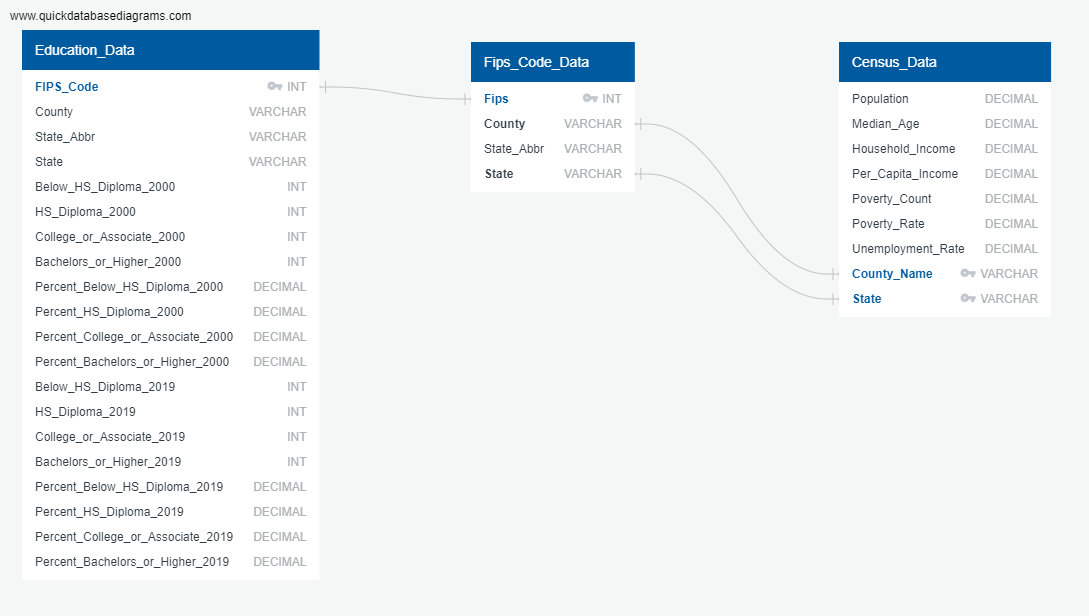 www.quickdatabasediagrams.com
Education_Data
FIPS_Code INT
County VARCHAR
State_Abbr VARCHAR
State VARCHAR
Below_HS_Diploma_2000 INT
HS_Diploma_2000 INT
College_or_Associate_2000 INT
Bachelors_or_Higher_2000 INT
Percent_Below_HS_Diploma_2000 DECIMAL
Percent_HS_Diploma_2000 DECIMAL
Percent_College_or_Associate_2000 DECIMAL
Percent_Bachelors_or_Higher_2000 DECIMAL
Below_HS_Diploma_2019 INT
HS_Diploma_2019 INT
College_or_Associate_2019 INT
Bachelors_or_Higher_2019 INT
Percent_Below_HS_Diploma_2019 DECIMAL
Percent_HS_Diploma_2019 DECIMAL
Percent_College_or_Associate_2019 DECIMAL
Percent_Bachelors_or_Higher_2019 DECIMAL
Fips_Code_Data
Fips INT
County VARCHAR
State_Abbr VARCHAR
State VARCHAR
Census_Data
Population DECIMAL
Median_Age DECIMAL
Household_Income DECIMAL
Per_Capita_Income DECIMAL
Poverty_Count DECIMAL
Poverty_Rate DECIMAL
Unemployment_Rate DECIMAL
County_Name VARCHAR
State VARCHAR